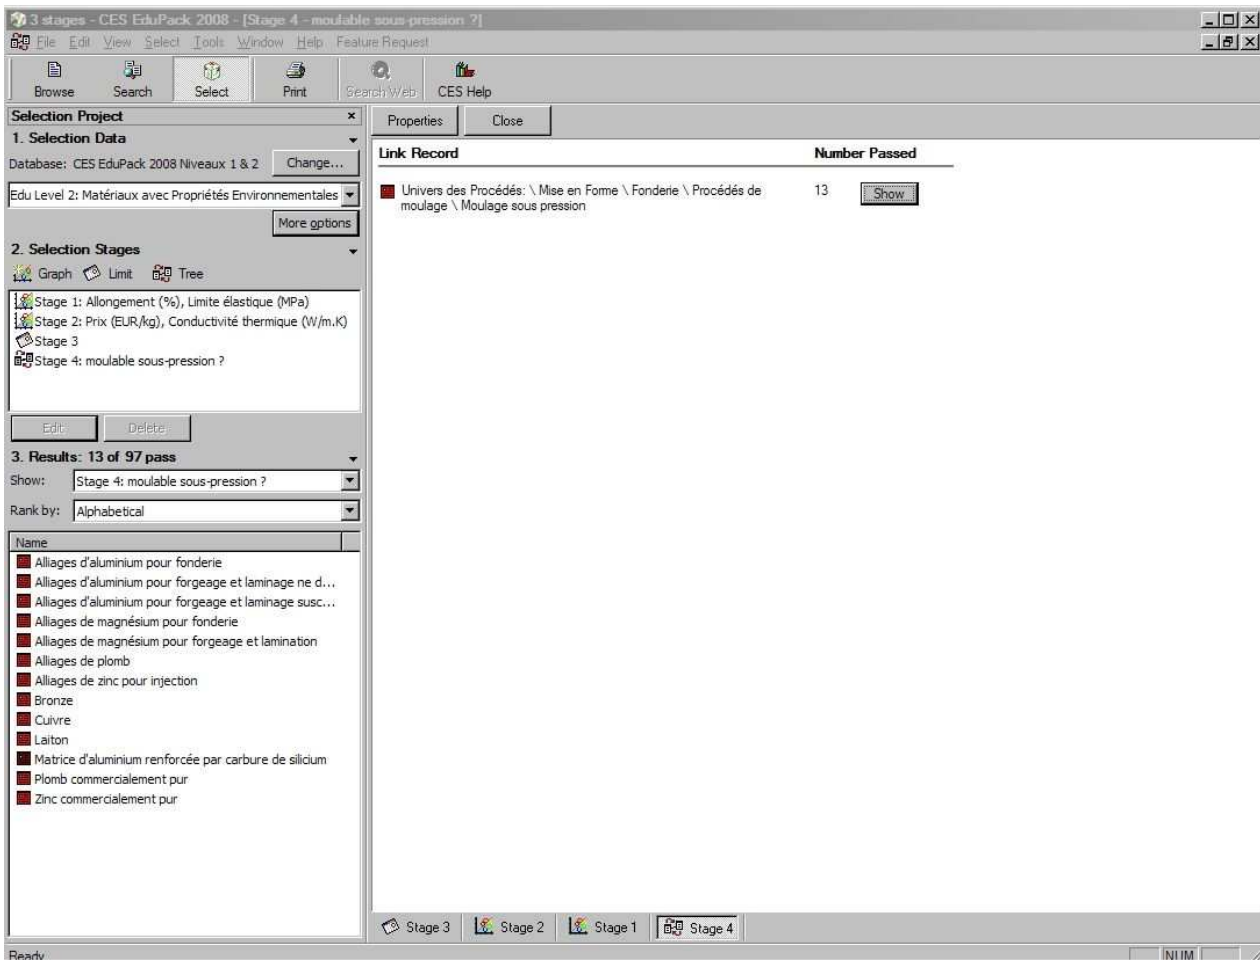 3 stages - CES EduPack 2008 - [Stage 4 - moulable sous-pression ?]
File Edit View Select Tools Window Help Feature Request
Browse Search Select Print Search Web CES Help
Selection Project
Properties Close
1. Selection Data
Database: CES EduPack 2008 Niveaux 1 & 2 Change...
Edu Level 2: Matériaux avec Propriétés Environnementales
More options
2. Selection Stages
Graph Limit Tree
Stage 1: Allongement (%), Limite élastique (MPa)
Stage 2: Prix (EUR/kg), Conductivité thermique (W/m.K)
Stage 3
Stage 4: moulable sous-pression ?
Edit Delete
3. Results: 13 of 97 pass
Show: Stage 4: moulable sous-pression ?
Rank by: Alphabetical
Name
Alliages d'aluminium pour fonderie
Alliages d'aluminium pour forgeage et laminage ne d...
Alliages d'aluminium pour forgeage et laminage susc...
Alliages de magnésium pour fonderie
Alliages de magnésium pour forgeage et lamination
Alliages de plomb
Alliages de zinc pour injection
Bronze
Cuivre
Laiton
Matrice d'aluminium renforcée par carbure de silicium
Plomb commercialement pur
Zinc commercialement pur
Link Record Number Passed
Univers des Procédés: \ Mise en Forme \ Fonderie \ Procédés de 13 Show
moulage \ Moulage sous pression
Stage 3 Stage 2 Stage 1 Stage 4
Ready NUM